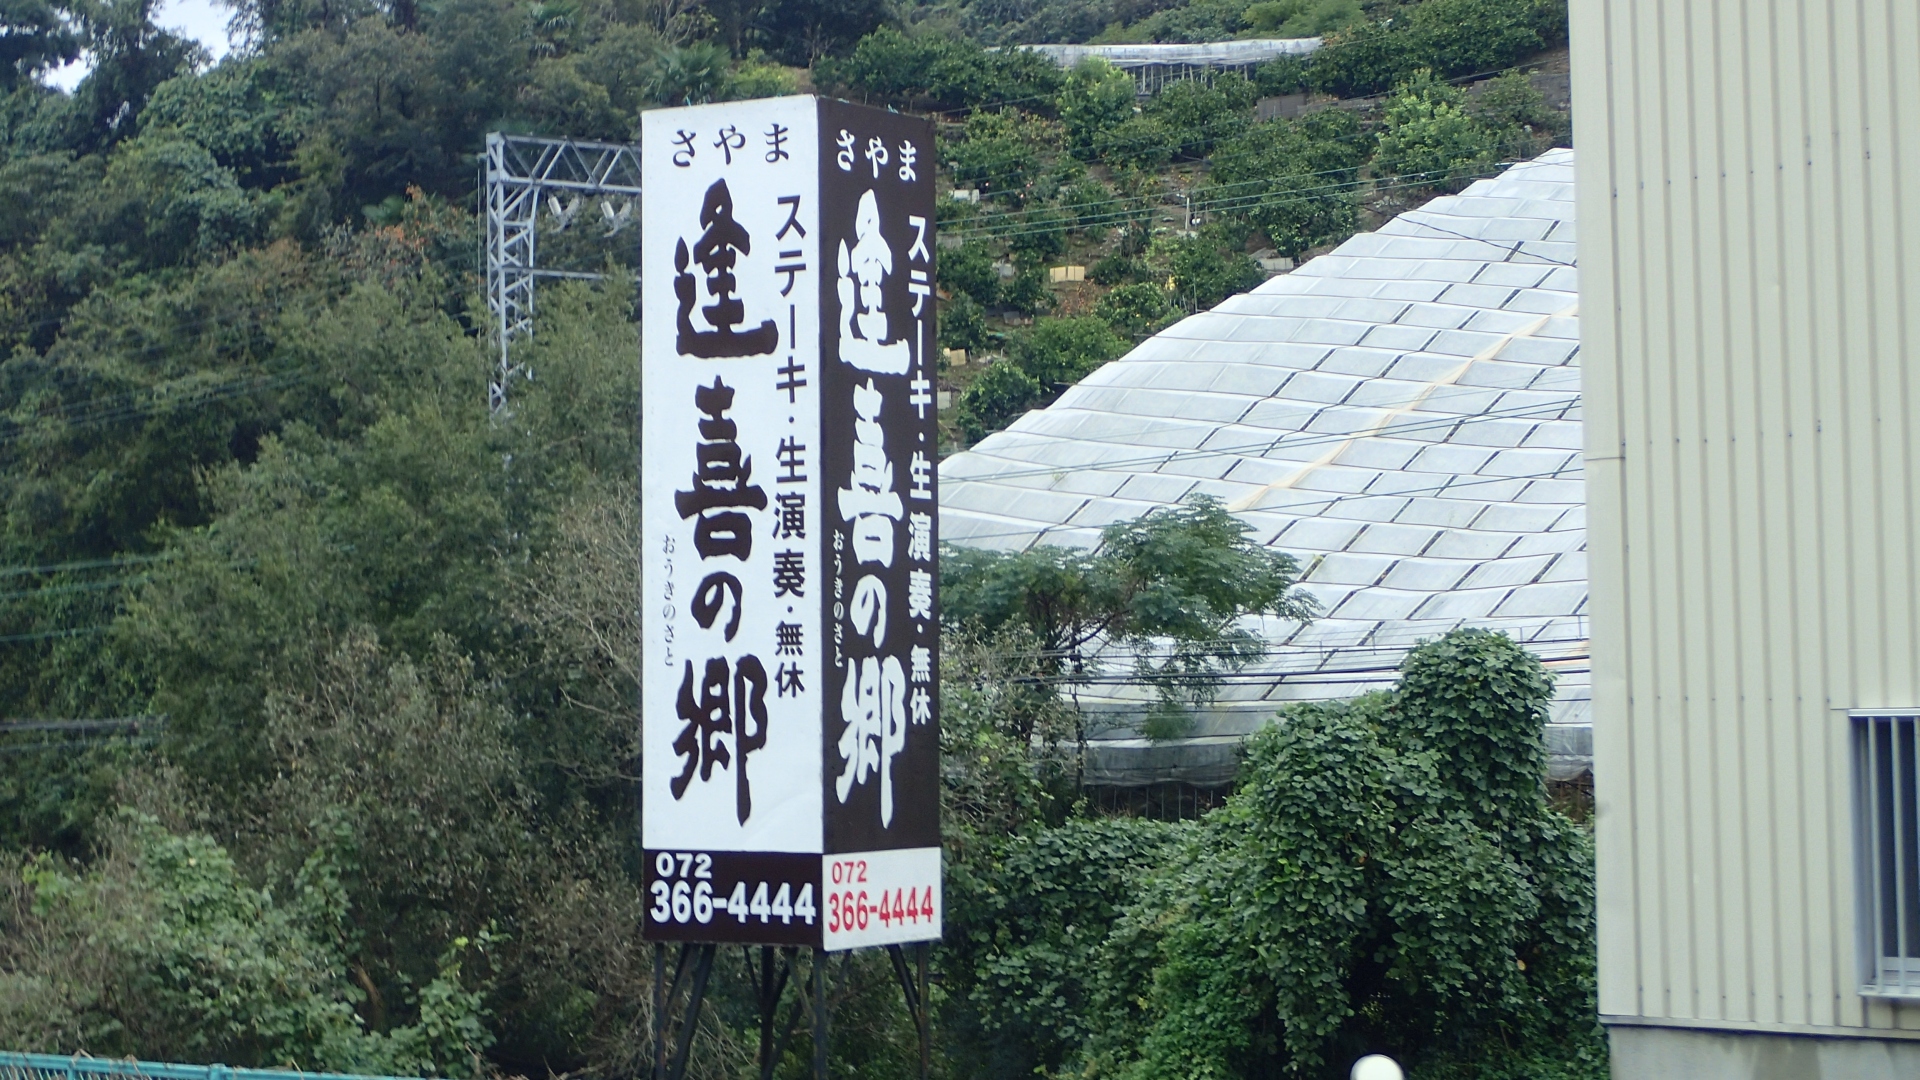 さやま
ステーキ・生演奏・無休
逢喜の郷
おうきのさと
072
366-4444
さやま
ステーキ・生演奏・無休
逢喜の郷
おうきのさと
072
366-4444